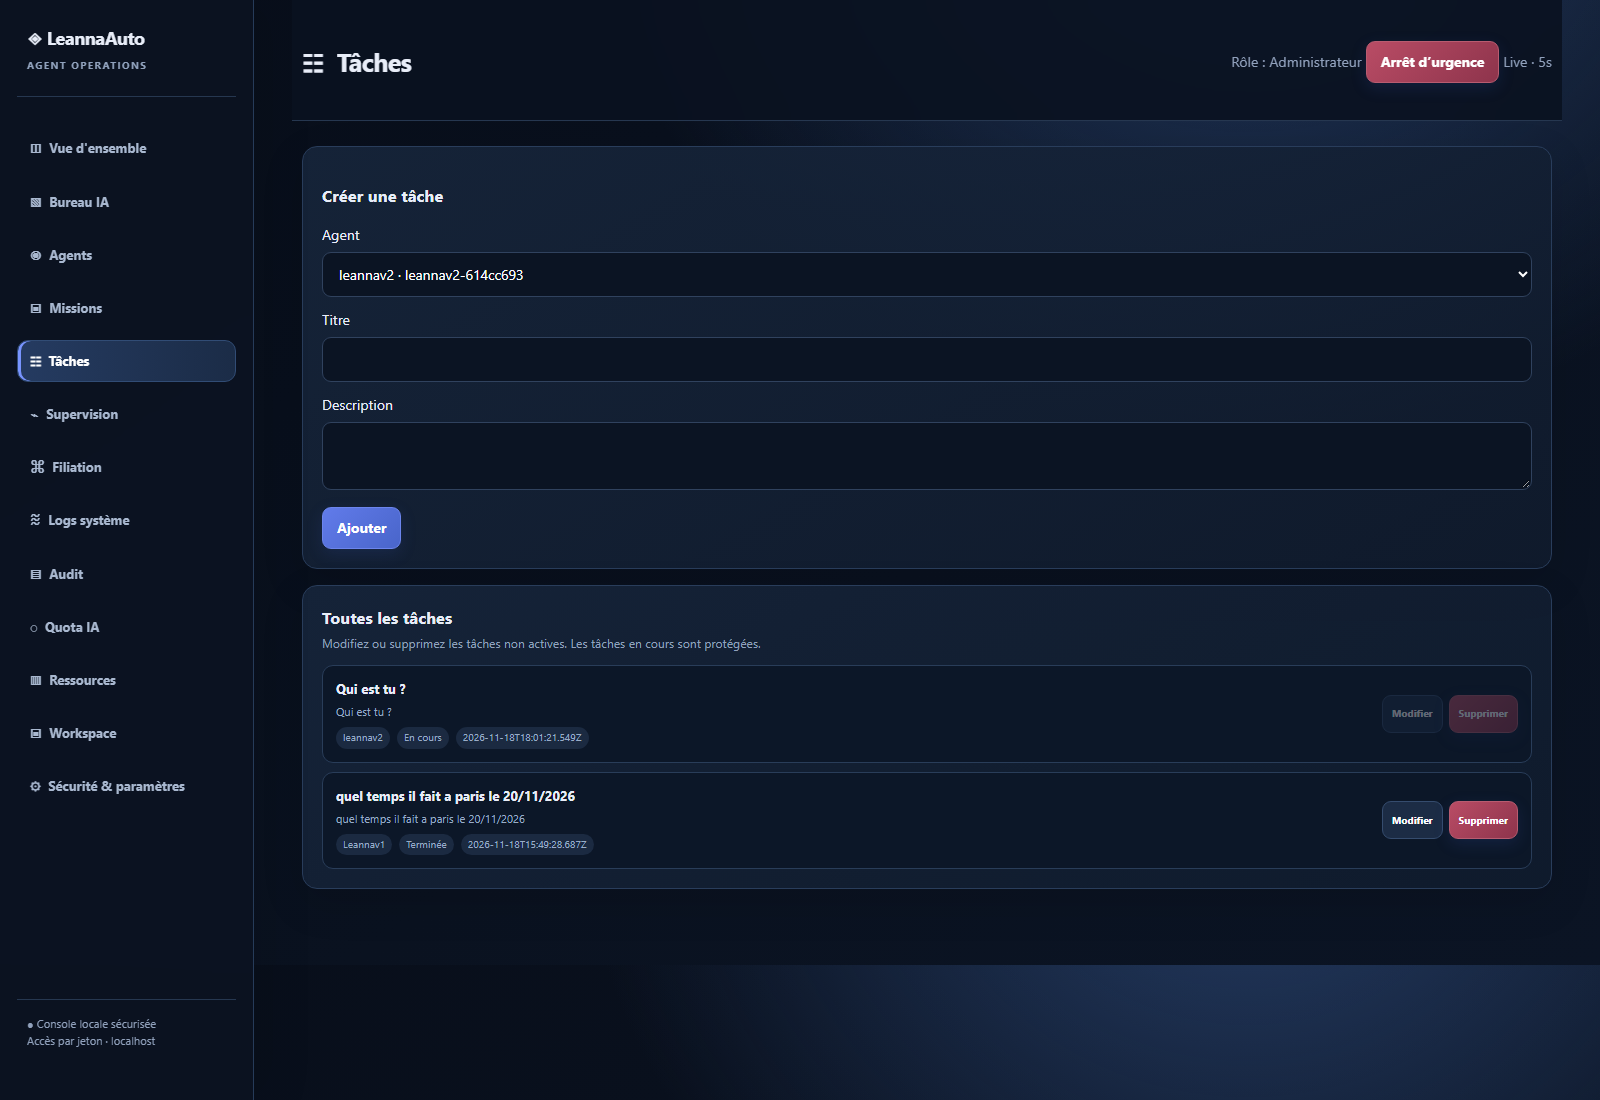 LeannaAuto
AGENT OPERATIONS
Vue d'ensemble
Bureau IA
Agents
Missions
Tâches
Supervision
Filiation
Logs système
Audit
Quota IA
Ressources
Workspace
Sécurité & paramètres
● Console locale sécurisée
Accès par jeton · localhost
Tâches
Rôle : Administrateur
Arrêt d’urgence
Live · 5s
Créer une tâche
Agent
leannav2 · leannav2-614cc693
Titre
Description
Ajouter
Toutes les tâches
Modifiez ou supprimez les tâches non actives. Les tâches en cours sont protégées.
Qui est tu ?
Qui est tu ?
leannav2 En cours 2026-11-18T18:01:21.549Z
Modifier Supprimer
quel temps il fait a paris le 20/11/2026
quel temps il fait a paris le 20/11/2026
Leannav1 Terminée 2026-11-18T15:49:28.687Z
Modifier Supprimer